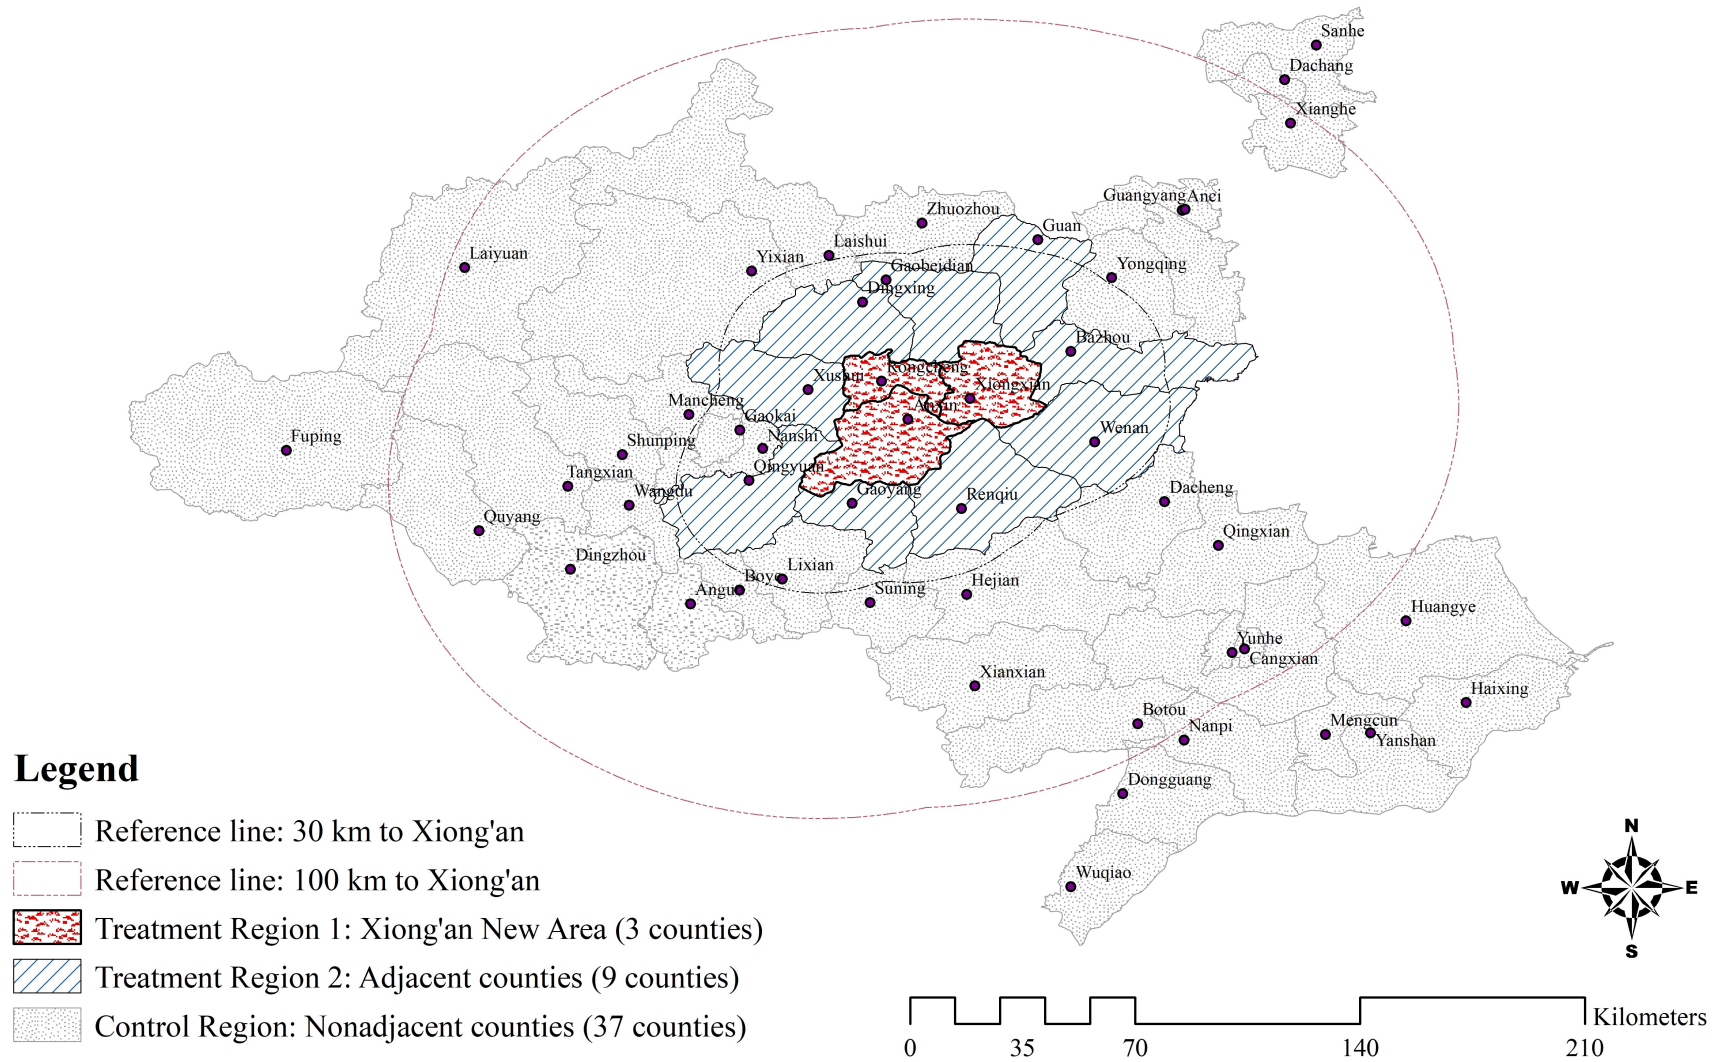 Sanhe
Dachang
Xianghe
Guangyang Anci
Zhuozhou
Guan
Laishui
Laiyuan
Yixian
Yongqing
Gaobeidian
Dingxing
Bazhou
Rongcheng
Xushui
Xiongxian
Mancheng
Anxin
Gaokai
Wenan
Fuping
Shunping
Nanshi
Qingyuan
Tangxian
Wangdu
Gaoyang
Renqiu
Dacheng
Quyang
Qingxian
Dingzhou
Lixian
Boye
Anguo
Suning
Hejian
Huangye
Yunhe
Cangxian
Xianxian
Haixing
Botou
Nanpi
Mengcun
Yanshan
Dongguang
Wuqiao
Legend
Reference line: 30 km to Xiong'an
Reference line: 100 km to Xiong'an
Treatment Region 1: Xiong'an New Area (3 counties)
Treatment Region 2: Adjacent counties (9 counties)
Control Region: Nonadjacent counties (37 counties)
N
W E
S
Kilometers
0 35 70 140 210